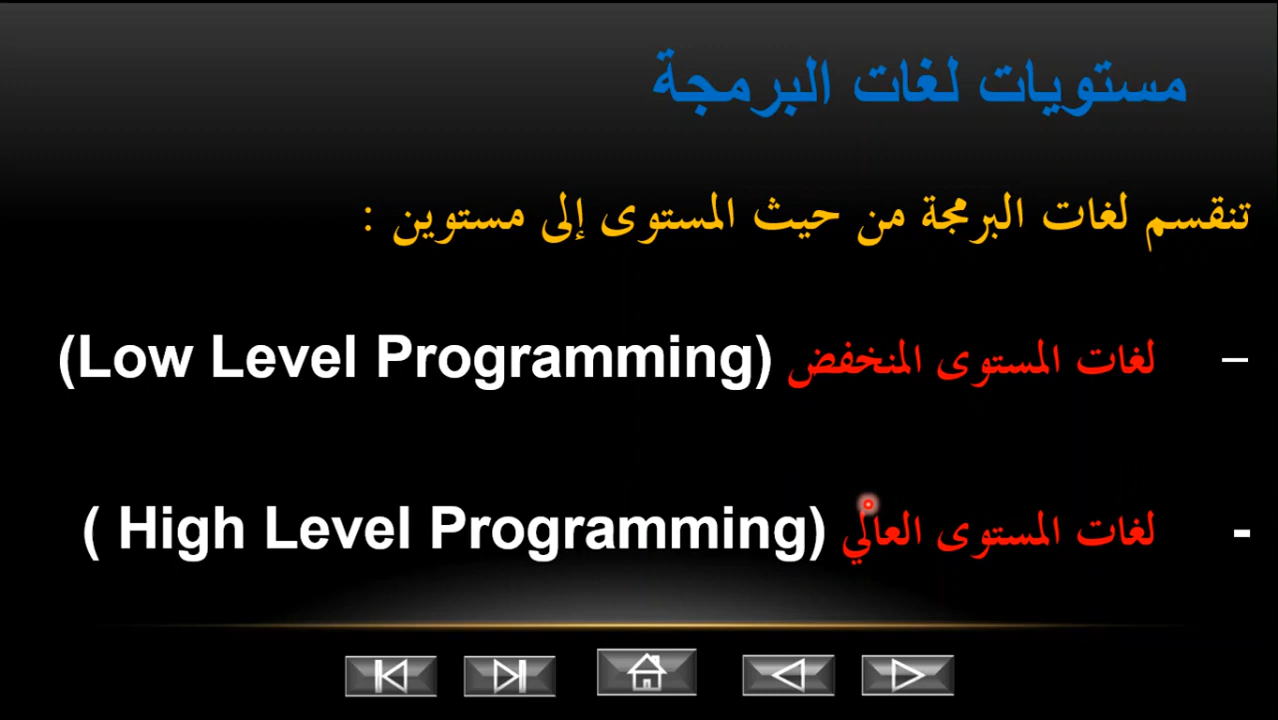 مستويات لغات البرمجة
تنقسم لغات البرمجة من حيث المستوى إلى مستوين :
– لغات المستوى المنخفض (Low Level Programming)
- لغات المستوى العالي (High Level Programming )